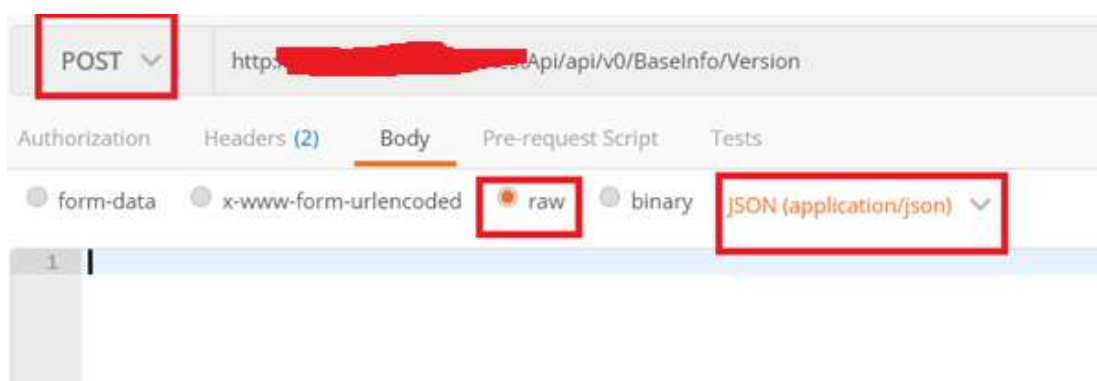 POST http: Api/api/v0/BaseInfo/Version
Authorization Headers (2) Body Pre-request Script Tests
form-data x-www-form-urlencoded raw binary JSON (application/json)
1